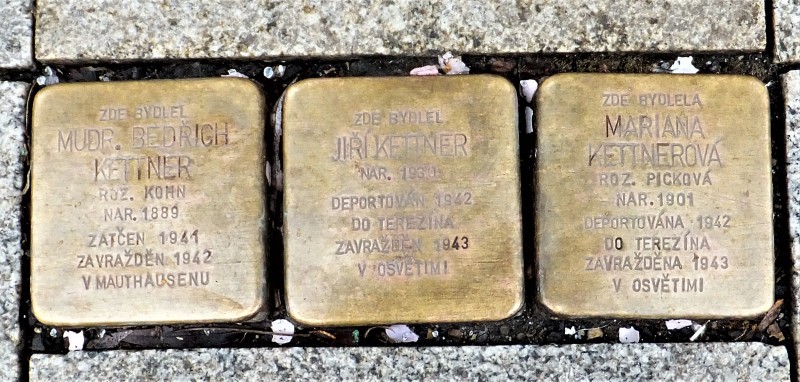 ZDE BYDLEL
MUDR. BEDŘICH
KETTNER
ROZ. KOHN
NAR. 1889
ZATČEN 1941
ZAVRAŽDĚN 1942
V MAUTHAUSENU
ZDE BYDLEL
JIŘÍ KETTNER
NAR. 1930
DEPORTOVÁN 1942
DO TEREZÍNA
ZAVRAŽDĚN 1943
V OSVĚTIMI
ZDE BYDLELA
MARIANA
KETTNEROVÁ
ROZ. PICKOVÁ
NAR. 1901
DEPORTOVÁNA 1942
DO TEREZÍNA
ZAVRAŽDĚNA 1943
V OSVĚTIMI